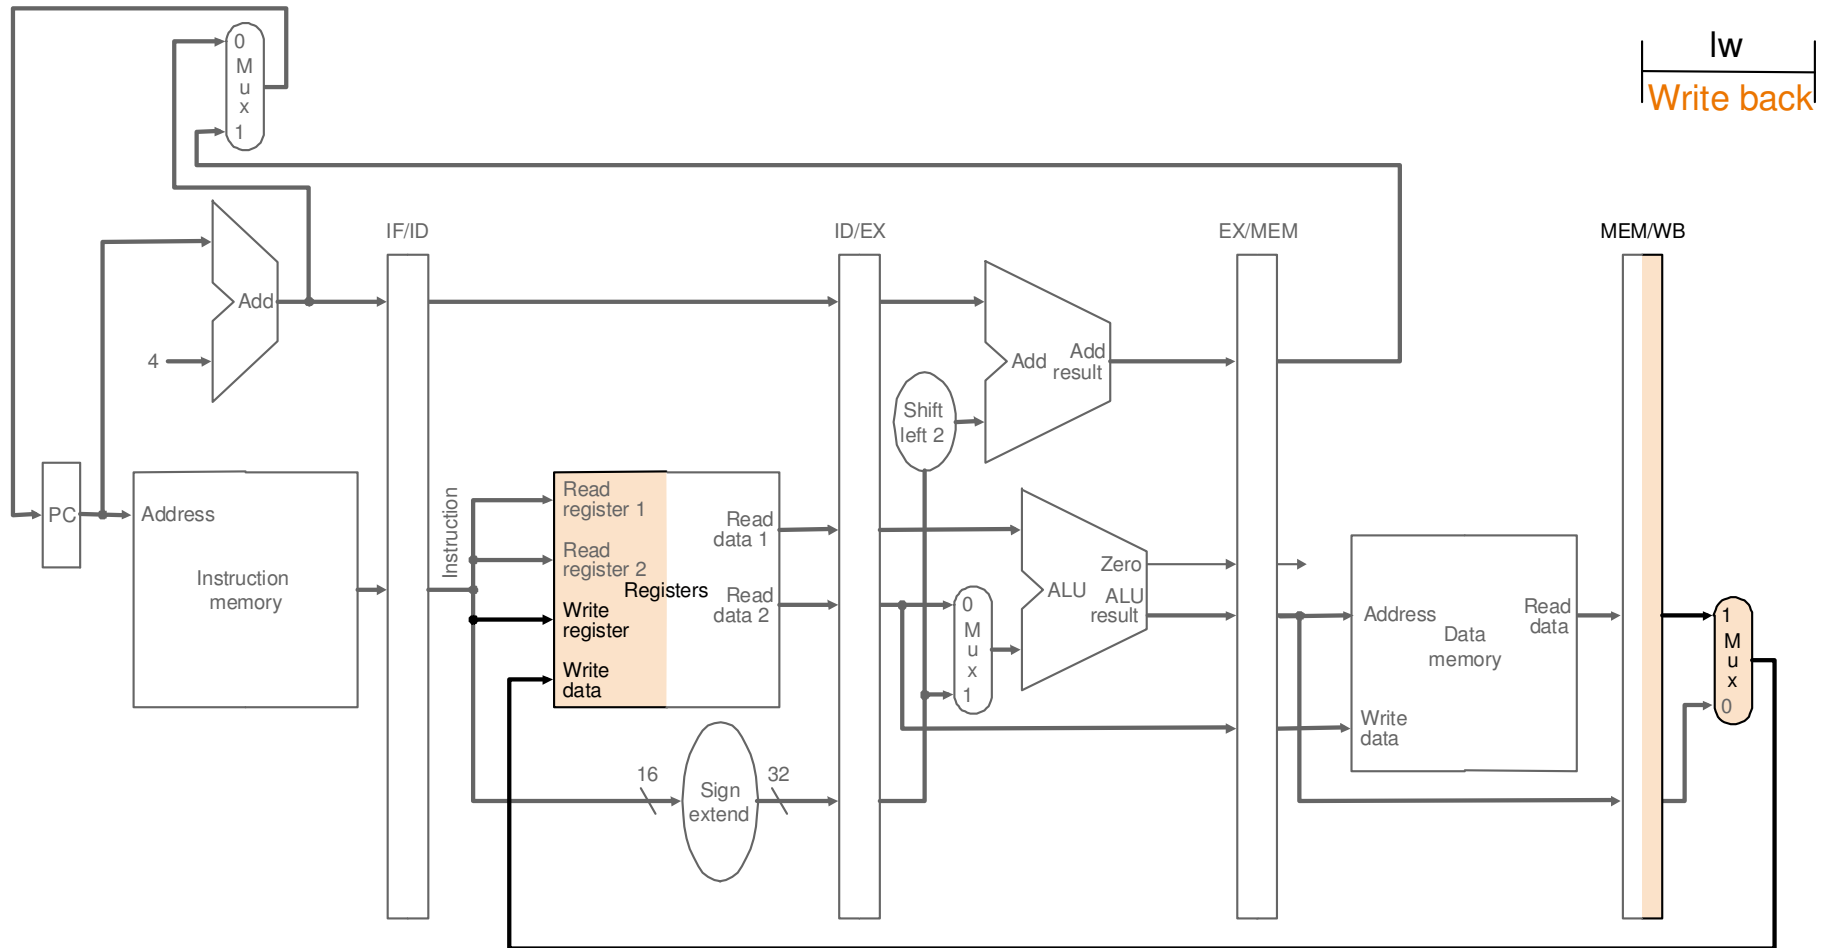 lw
Write back
0
M
u
x
1
IF/ID
ID/EX
EX/MEM
MEM/WB
Add
4
Add
Add
result
Shift
left 2
PC
Address
Instruction
memory
Instruction
Read
register 1
Read
register 2
Write
register
Write
data
Registers
Read
data 1
Read
data 2
16
Sign
extend
32
0
M
u
x
1
Zero
ALU
ALU
result
Address
Read
data
Data
memory
Write
data
1
M
u
x
0